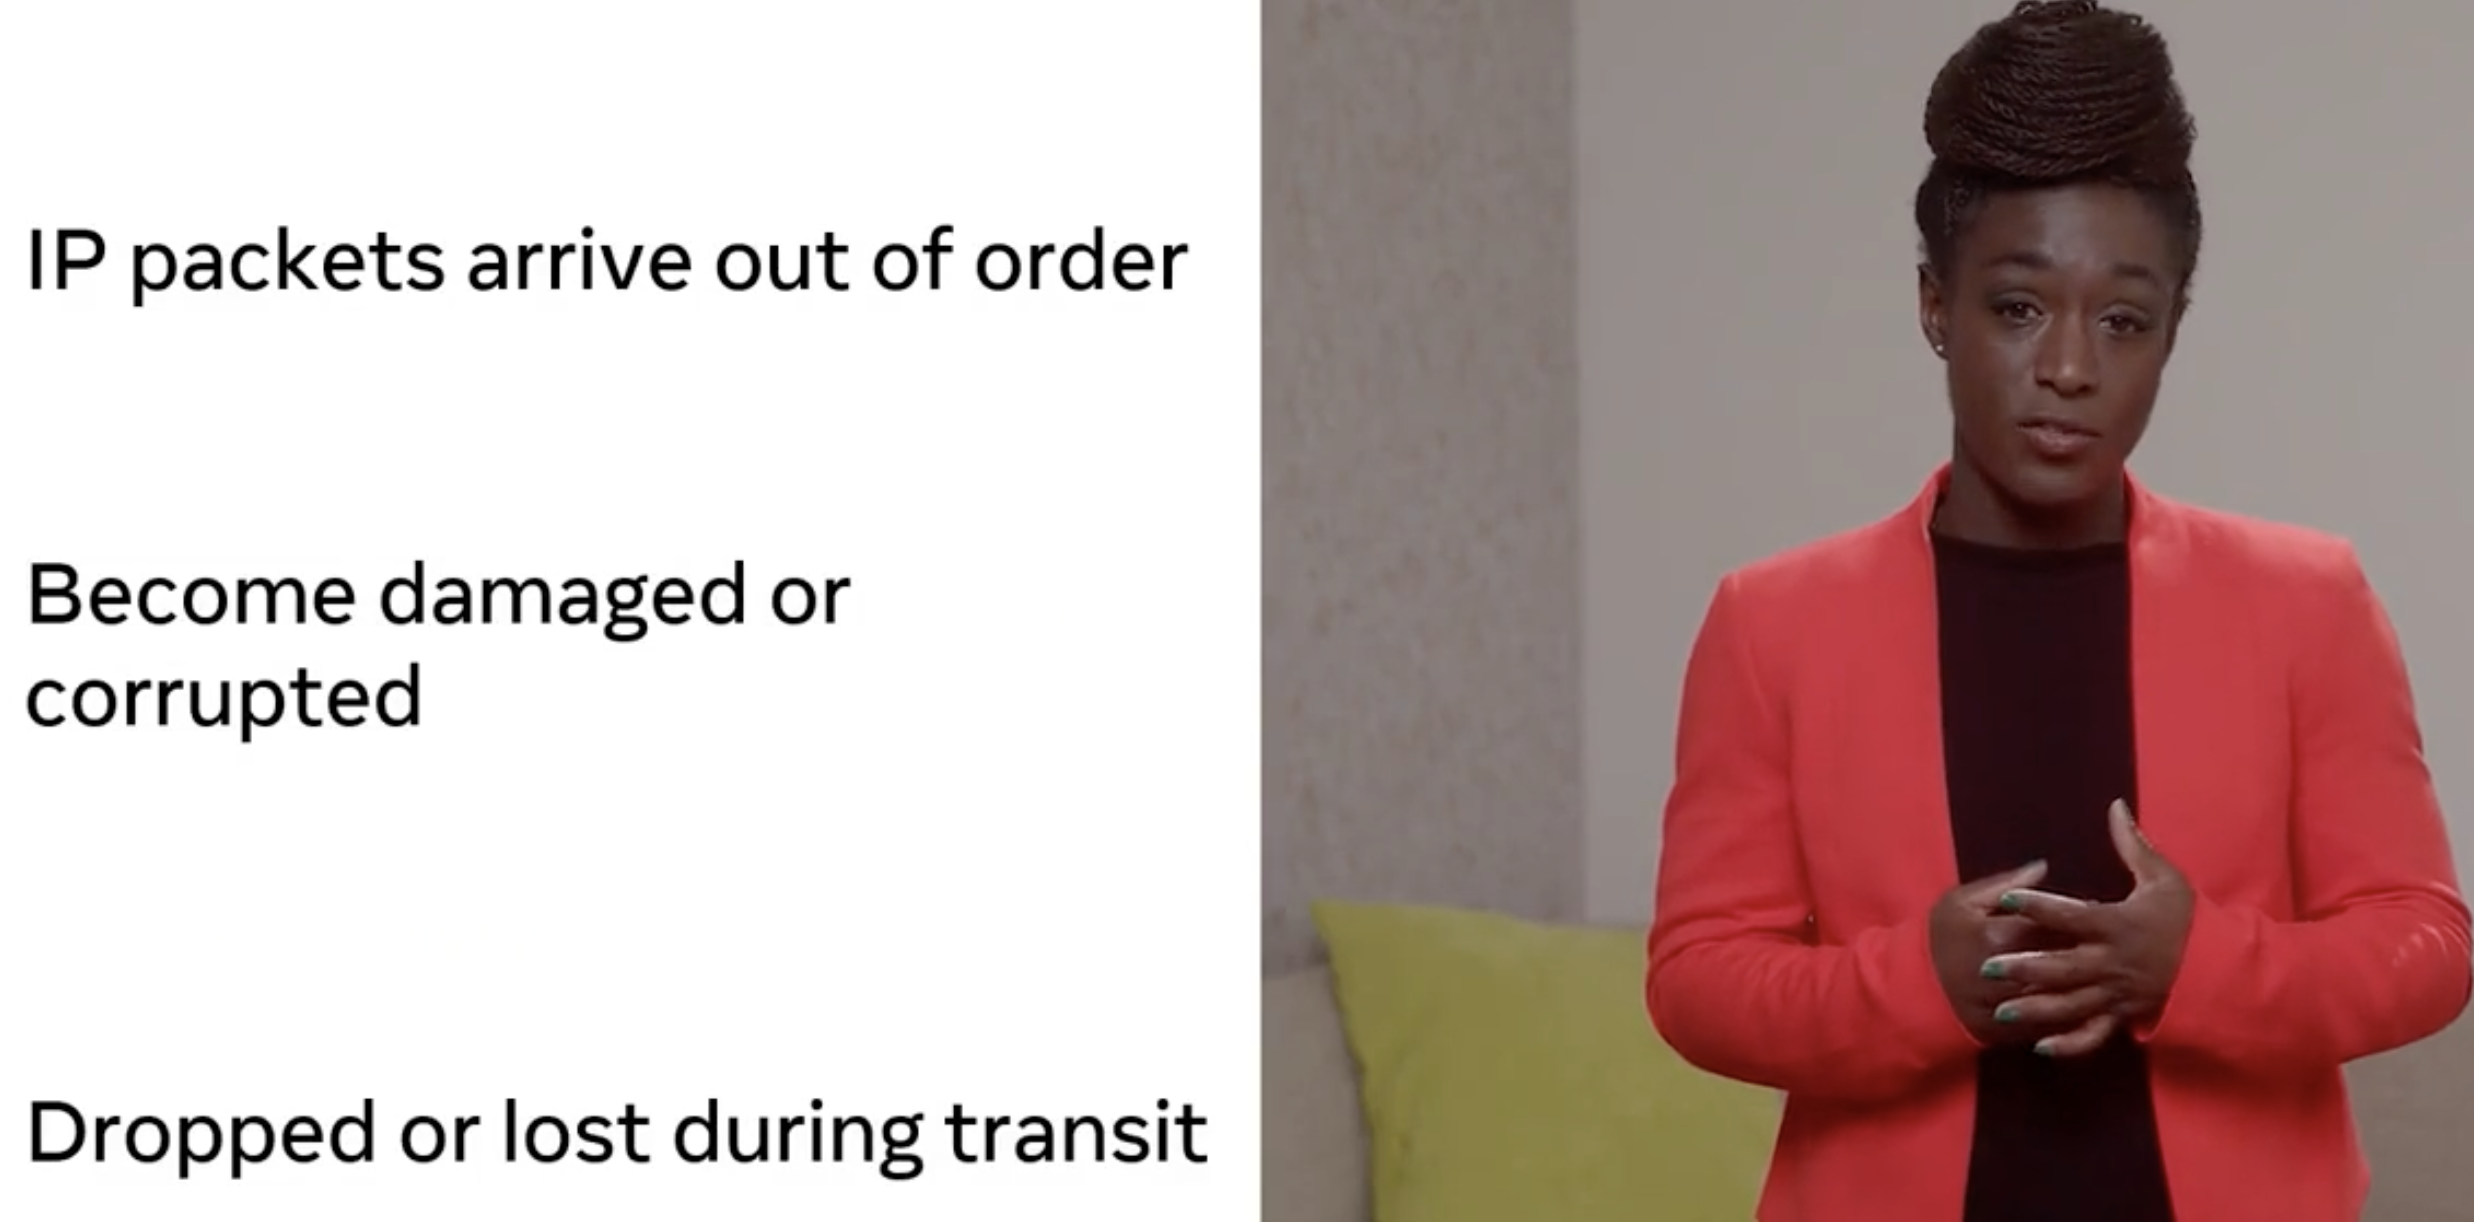 IP packets arrive out of order
Become damaged or
corrupted
Dropped or lost during transit